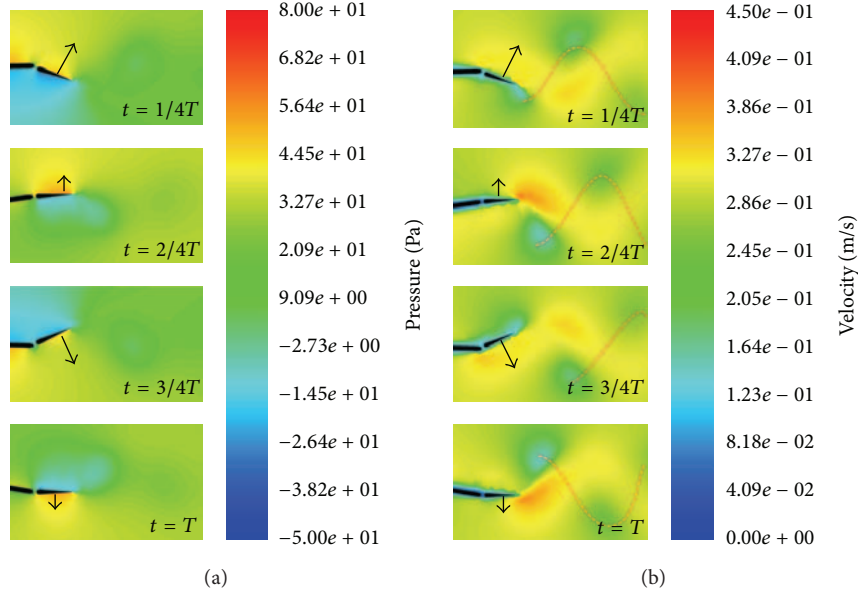 t = 1/4T
t = 2/4T
t = 3/4T
t = T
8.00e + 01
6.82e + 01
5.64e + 01
4.45e + 01
3.27e + 01
2.09e + 01
9.09e + 00
−2.73e + 00
−1.45e + 01
−2.64e + 01
−3.82e + 01
−5.00e + 01
Pressure (Pa)
(a)
t = 1/4T
t = 2/4T
t = 3/4T
t = T
4.50e − 01
4.09e − 01
3.86e − 01
3.27e − 01
2.86e − 01
2.45e − 01
2.05e − 01
1.64e − 01
1.23e − 01
8.18e − 02
4.09e − 02
0.00e + 00
Velocity (m/s)
(b)